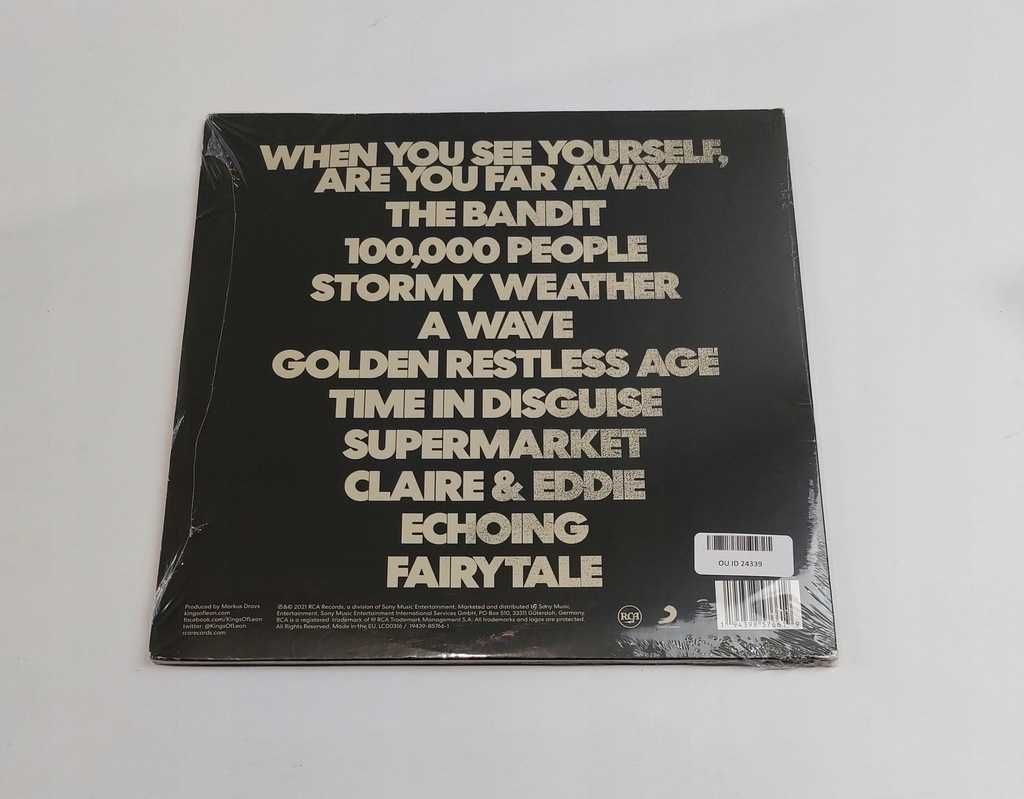 WHEN YOU SEE YOURSELF,
ARE YOU FAR AWAY
THE BANDIT
100,000 PEOPLE
STORMY WEATHER
A WAVE
GOLDEN RESTLESS AGE
TIME IN DISGUISE
SUPERMARKET
CLAIRE & EDDIE
ECHOING
FAIRYTALE
OU ID 24339
Produced by Markus Dravs
kingsofleon.com
facebook.com/KingsOfLeon
twitter: @KingsOfLeon
rcarecords.com
℗&© 2021 RCA Records, a division of Sony Music Entertainment. Marketed and distributed by Sony Music
Entertainment. Sony Music Entertainment International Services GmbH, PO Box 510, 33311 Gütersloh, Germany.
RCA is a registered trademark of ® RCA Trademark Management S.A. All trademarks and logos are protected.
All Rights Reserved. Made in the EU. LC00316 / 19439-85766-1
RCA